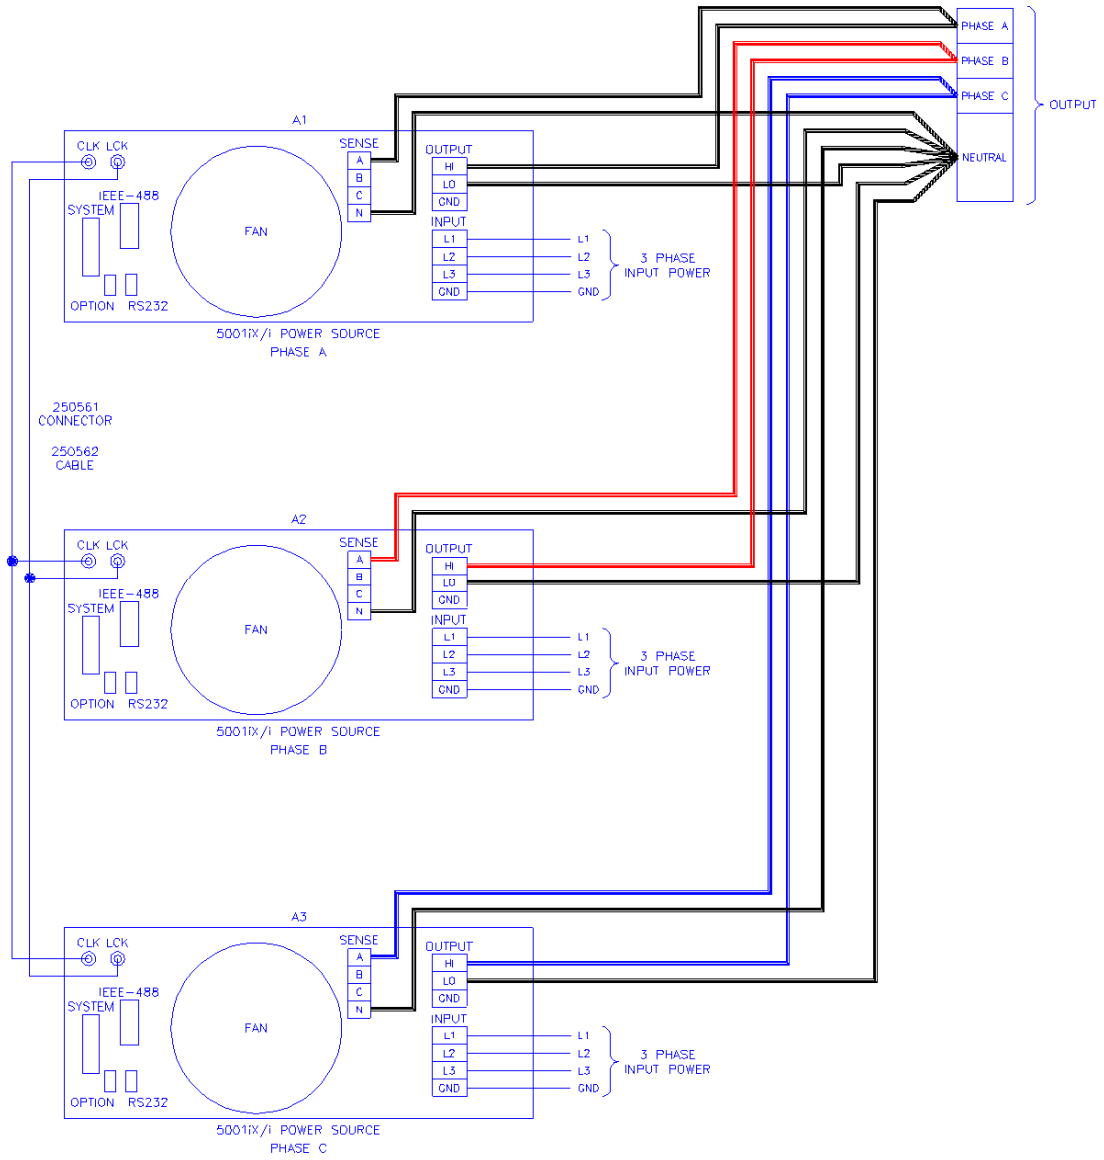 PHASE A
PHASE B
PHASE C
OUTPUT
NEUTRAL
A1
CLK LCK
SENSE
A
B
C
N
OUTPUT
HI
LO
GND
IEEE-488
SYSTEM
FAN
INPUT
L1 L1
L2 L2
L3 L3
GND GND
3 PHASE
INPUT POWER
OPTION RS232
5001iX/i POWER SOURCE
PHASE A
250561
CONNECTOR
250562
CABLE
A2
CLK LCK
SENSE
A
B
C
N
OUTPUT
HI
LO
GND
IEEE-488
SYSTEM
FAN
INPUT
L1 L1
L2 L2
L3 L3
GND GND
3 PHASE
INPUT POWER
OPTION RS232
5001iX/i POWER SOURCE
PHASE B
A3
CLK LCK
SENSE
A
B
C
N
OUTPUT
HI
LO
GND
IEEE-488
SYSTEM
FAN
INPUT
L1 L1
L2 L2
L3 L3
GND GND
3 PHASE
INPUT POWER
OPTION RS232
5001iX/i POWER SOURCE
PHASE C